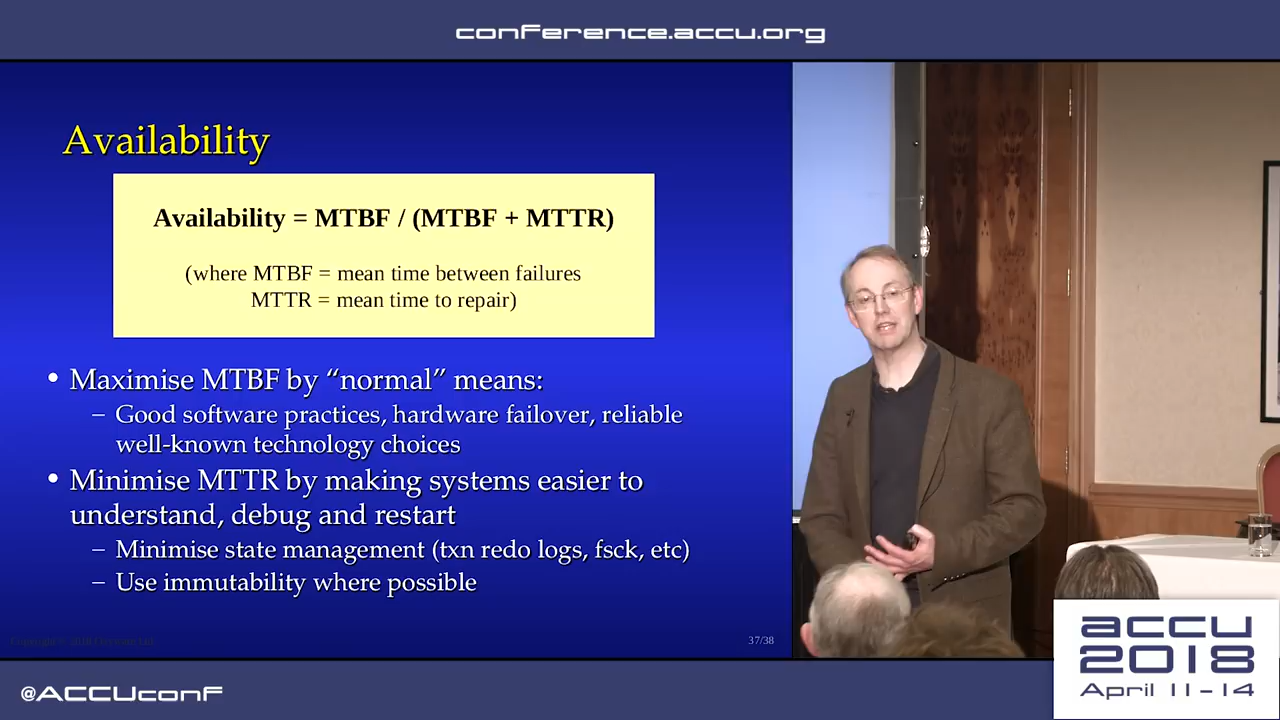 conference.accu.org
Availability
Availability = MTBF / (MTBF + MTTR)
(where MTBF = mean time between failures
MTTR = mean time to repair)
• Maximise MTBF by “normal” means:
– Good software practices, hardware failover, reliable
well-known technology choices
• Minimise MTTR by making systems easier to
understand, debug and restart
– Minimise state management (txn redo logs, fsck, etc)
– Use immutability where possible
37/38
@ACCUconf
accu
2018
April 11-14